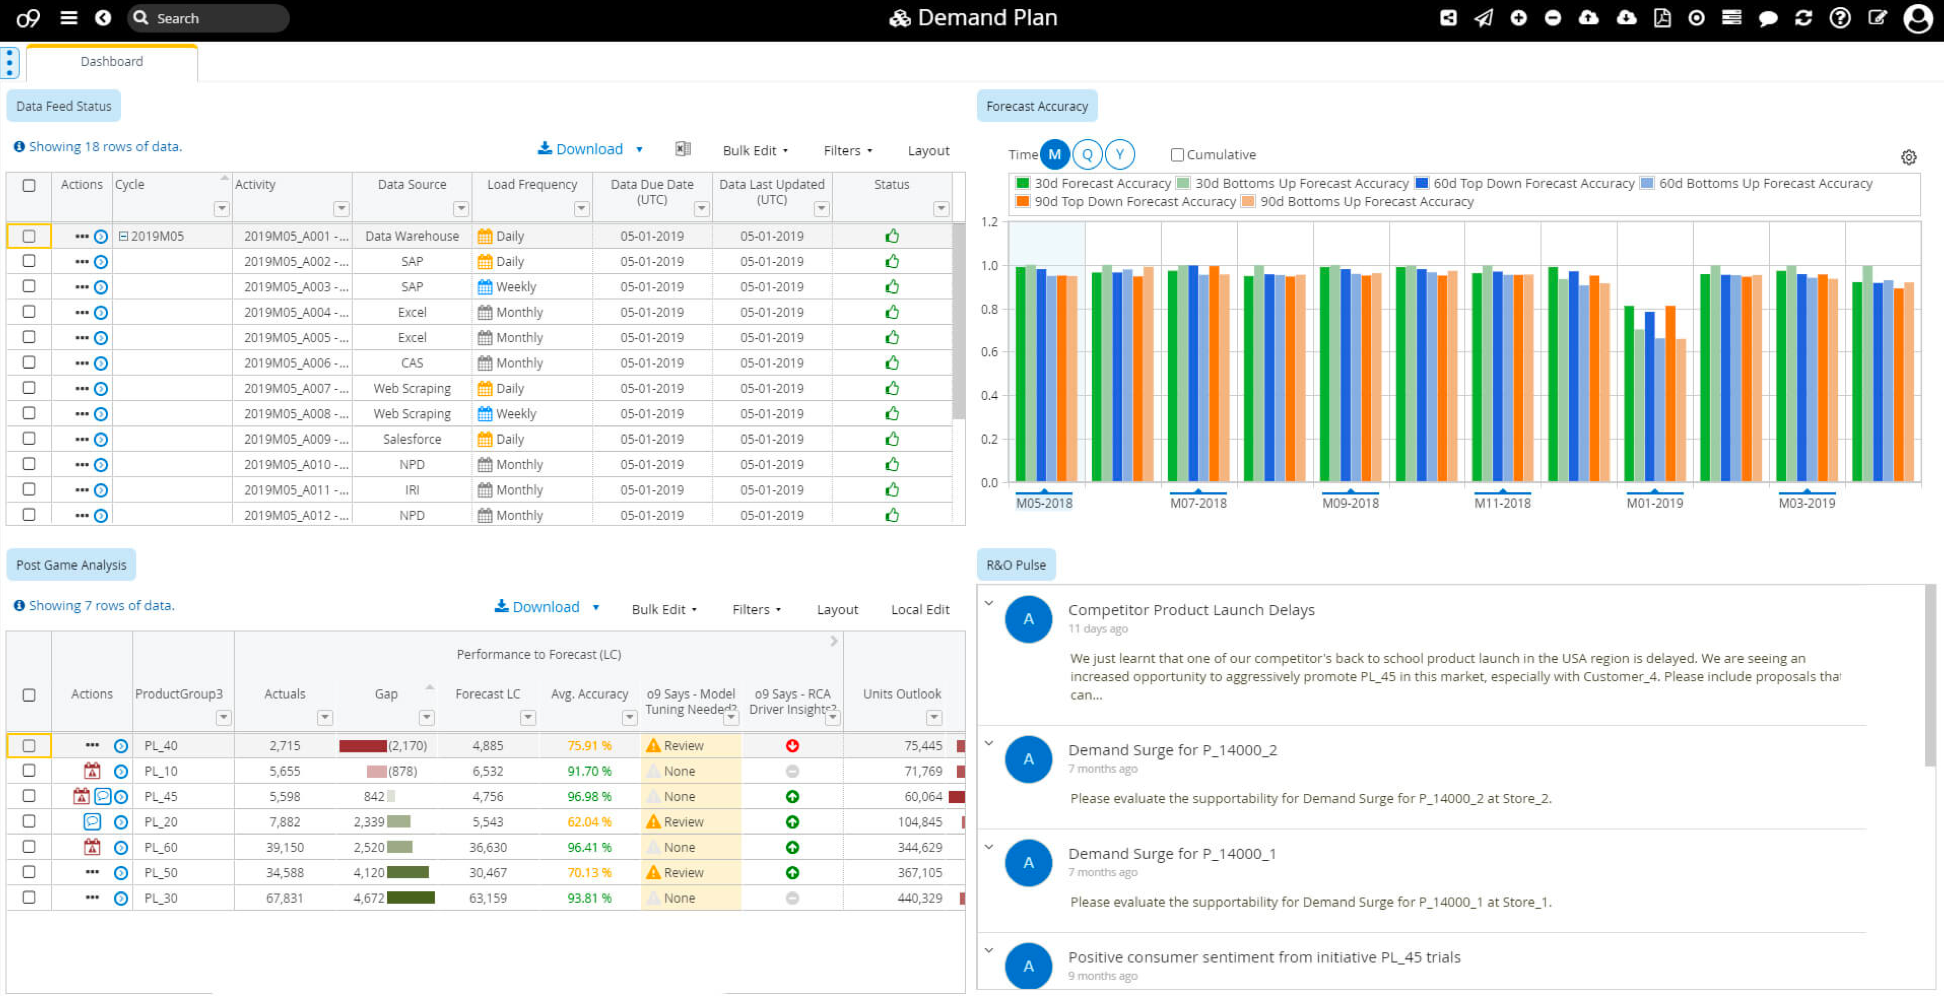 o9 Search Demand Plan
Dashboard
Data Feed Status
Showing 18 rows of data.
Download Bulk Edit Filters Layout
Actions Cycle Activity Data Source Load Frequency Data Due Date (UTC) Data Last Updated (UTC) Status
2019M05 2019M05_A001 -... Data Warehouse Daily 05-01-2019 05-01-2019
2019M05_A002 -... SAP Daily 05-01-2019 05-01-2019
2019M05_A003 -... SAP Weekly 05-01-2019 05-01-2019
2019M05_A004 -... Excel Monthly 05-01-2019 05-01-2019
2019M05_A005 -... Excel Monthly 05-01-2019 05-01-2019
2019M05_A006 -... CAS Monthly 05-01-2019 05-01-2019
2019M05_A007 -... Web Scraping Daily 05-01-2019 05-01-2019
2019M05_A008 -... Web Scraping Weekly 05-01-2019 05-01-2019
2019M05_A009 -... Salesforce Daily 05-01-2019 05-01-2019
2019M05_A010 -... NPD Monthly 05-01-2019 05-01-2019
2019M05_A011 -... IRI Monthly 05-01-2019 05-01-2019
2019M05_A012 -... NPD Monthly 05-01-2019 05-01-2019
Forecast Accuracy
Time M Q Y Cumulative
30d Forecast Accuracy 30d Bottoms Up Forecast Accuracy 60d Top Down Forecast Accuracy 60d Bottoms Up Forecast Accuracy
90d Top Down Forecast Accuracy 90d Bottoms Up Forecast Accuracy
1.2
1.0
0.8
0.6
0.4
0.2
0.0
M05-2018 M07-2018 M09-2018 M11-2018 M01-2019 M03-2019
Post Game Analysis
Showing 7 rows of data.
Download Bulk Edit Filters Layout Local Edit
Performance to Forecast (LC)
Actions ProductGroup3 Actuals Gap Forecast LC Avg. Accuracy o9 Says - Model Tuning Needed? o9 Says - RCA Driver Insights? Units Outlook
PL_40 2,715 (2,170) 4,885 75.91 % Review 75,445
PL_10 5,655 (878) 6,532 91.70 % None 71,769
PL_45 5,598 842 4,756 96.98 % None 60,064
PL_20 7,882 2,339 5,543 62.04 % Review 104,845
PL_60 39,150 2,520 36,630 96.41 % None 344,629
PL_50 34,588 4,120 30,467 70.13 % Review 367,105
PL_30 67,831 4,672 63,159 93.81 % None 440,329
R&O Pulse
A Competitor Product Launch Delays
11 days ago
We just learnt that one of our competitor's back to school product launch in the USA region is delayed. We are seeing an
increased opportunity to aggressively promote PL_45 in this market, especially with Customer_4. Please include proposals that
can...
A Demand Surge for P_14000_2
7 months ago
Please evaluate the supportability for Demand Surge for P_14000_2 at Store_2.
A Demand Surge for P_14000_1
7 months ago
Please evaluate the supportability for Demand Surge for P_14000_1 at Store_1.
A Positive consumer sentiment from initiative PL_45 trials
9 months ago